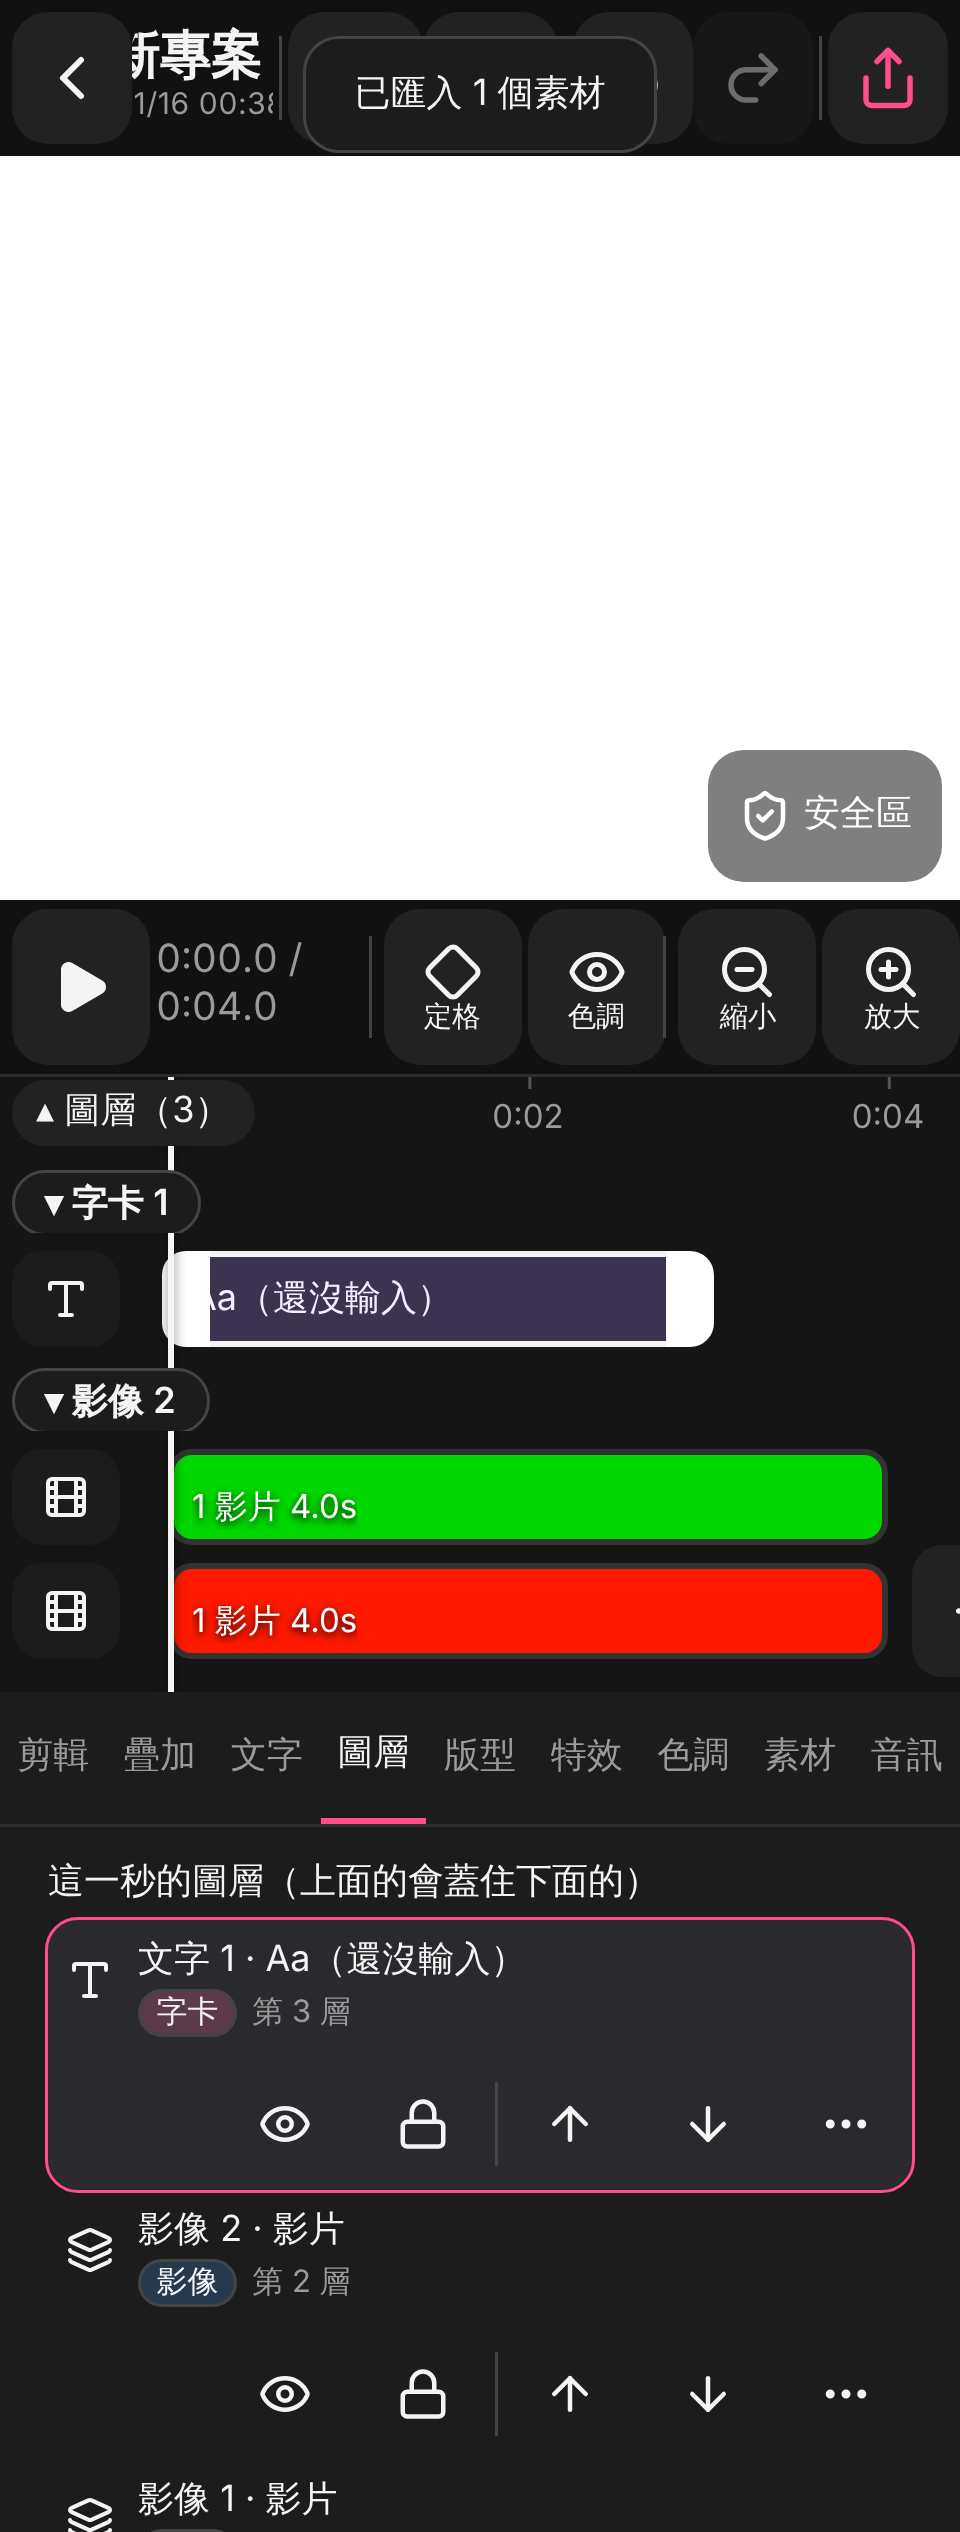 新專案
1/16 00:38
已匯入 1 個素材
安全區
0:00.0 /
0:04.0
定格
色調
縮小
放大
▲ 圖層（3）
0:02
0:04
▼ 字卡 1
Aa（還沒輸入）
▼ 影像 2
1 影片 4.0s
1 影片 4.0s
剪輯 疊加 文字 圖層 版型 特效 色調 素材 音訊
這一秒的圖層（上面的會蓋住下面的）
文字 1 · Aa（還沒輸入）
字卡 第 3 層
影像 2 · 影片
影像 第 2 層
影像 1 · 影片